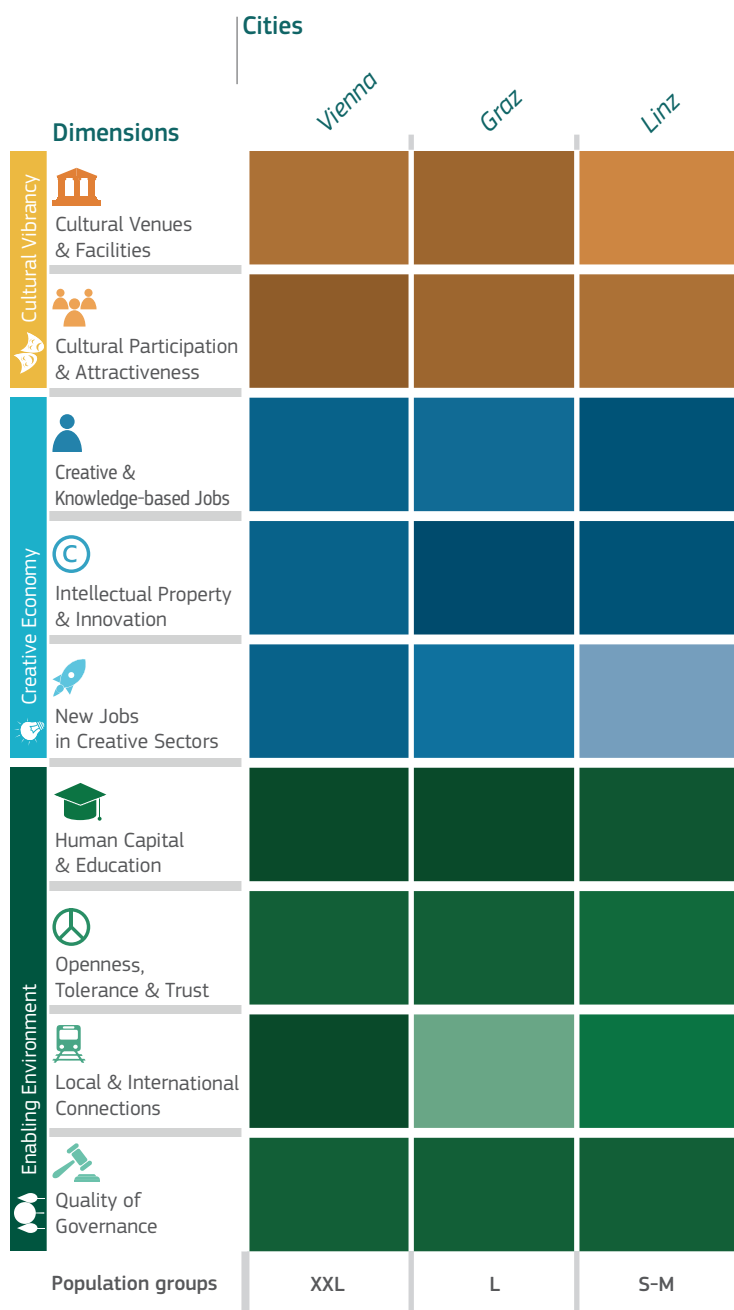 Cities
Dimensions
Vienna
Graz
Linz
Cultural Vibrancy
Cultural Venues
& Facilities
Cultural Participation
& Attractiveness
Creative Economy
Creative &
Knowledge-based Jobs
C
Intellectual Property
& Innovation
New Jobs
in Creative Sectors
Enabling Environment
Human Capital
& Education
Openness,
Tolerance & Trust
Local & International
Connections
Quality of
Governance
Population groups
XXL
L
S-M